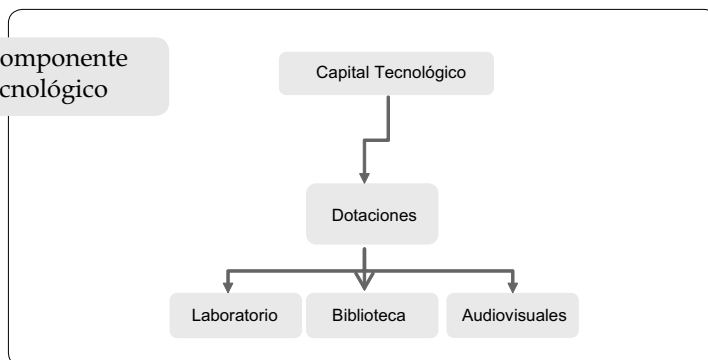 omponente
cnológico
Capital Tecnológico
Dotaciones
Laboratorio
Biblioteca
Audiovisuales